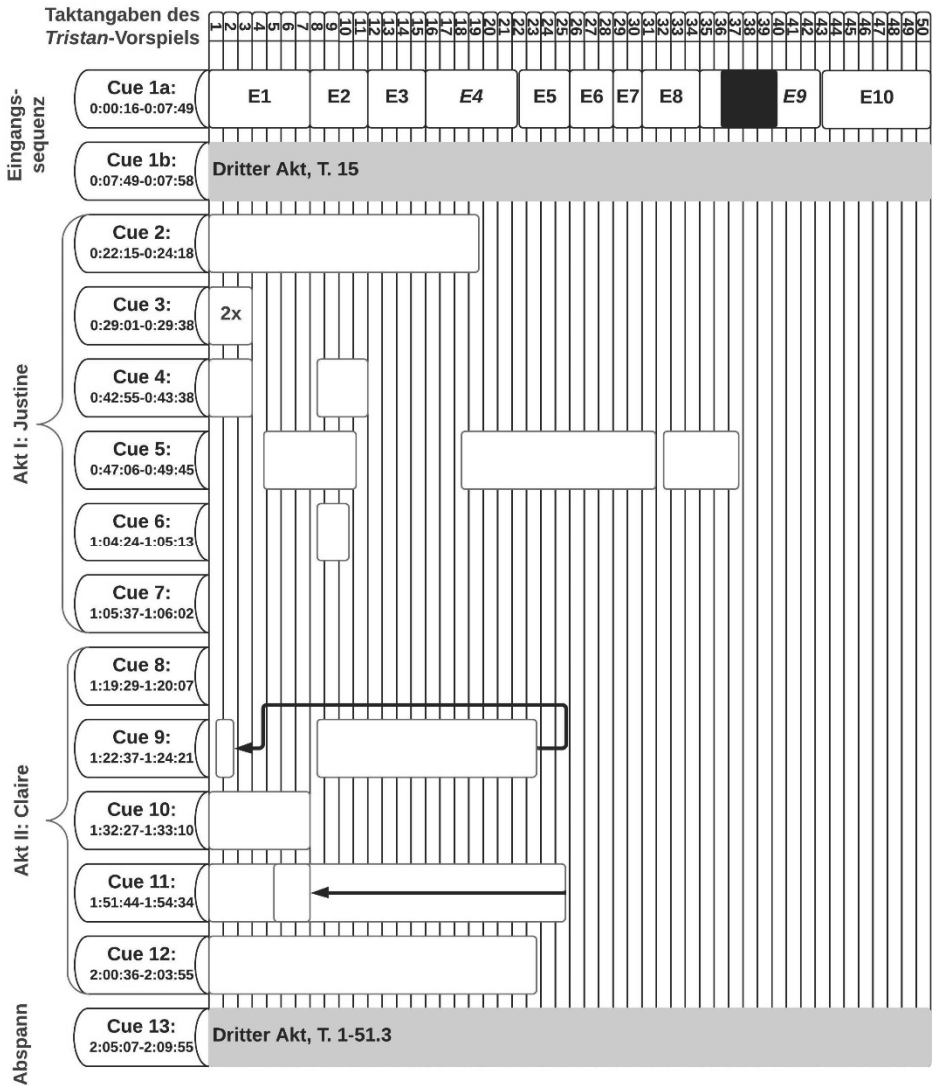 Taktangaben des
Tristan-Vorspiels
1 2 3 4 5 6 7 8 9 10 11 12 13 14 15 16 17 18 19 20 21 22 23 24 25 26 27 28 29 30 31 32 33 34 35 36 37 38 39 40 41 42 43 44 45 46 47 48 49 50
Eingangs-
sequenz
Cue 1a:
0:00:16-0:07:49
E1 E2 E3 E4 E5 E6 E7 E8 E9 E10
Cue 1b:
0:07:49-0:07:58
Dritter Akt, T. 15
Akt I: Justine
Cue 2:
0:22:15-0:24:18
Cue 3:
0:29:01-0:29:38
2x
Cue 4:
0:42:55-0:43:38
Cue 5:
0:47:06-0:49:45
Cue 6:
1:04:24-1:05:13
Cue 7:
1:05:37-1:06:02
Akt II: Claire
Cue 8:
1:19:29-1:20:07
Cue 9:
1:22:37-1:24:21
Cue 10:
1:32:27-1:33:10
Cue 11:
1:51:44-1:54:34
Cue 12:
2:00:36-2:03:55
Abspann
Cue 13:
2:05:07-2:09:55
Dritter Akt, T. 1-51.3